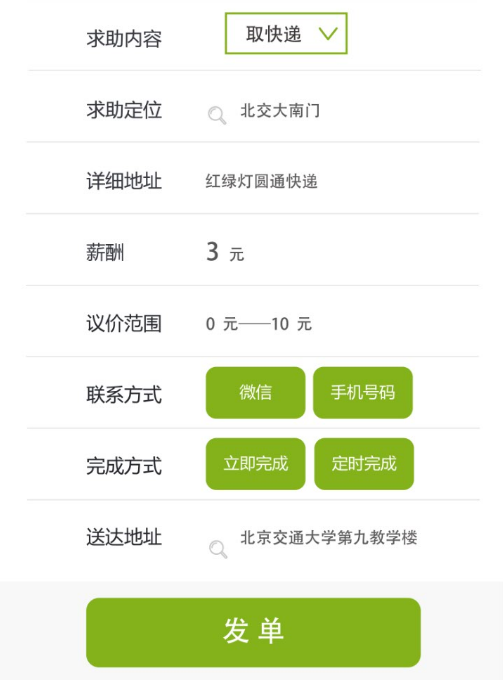 求助内容 取快递
求助定位 北交大南门
详细地址 红绿灯圆通快递
薪酬 3 元
议价范围 0 元——10 元
联系方式 微信 手机号码
完成方式 立即完成 定时完成
送达地址 北京交通大学第九教学楼
发单